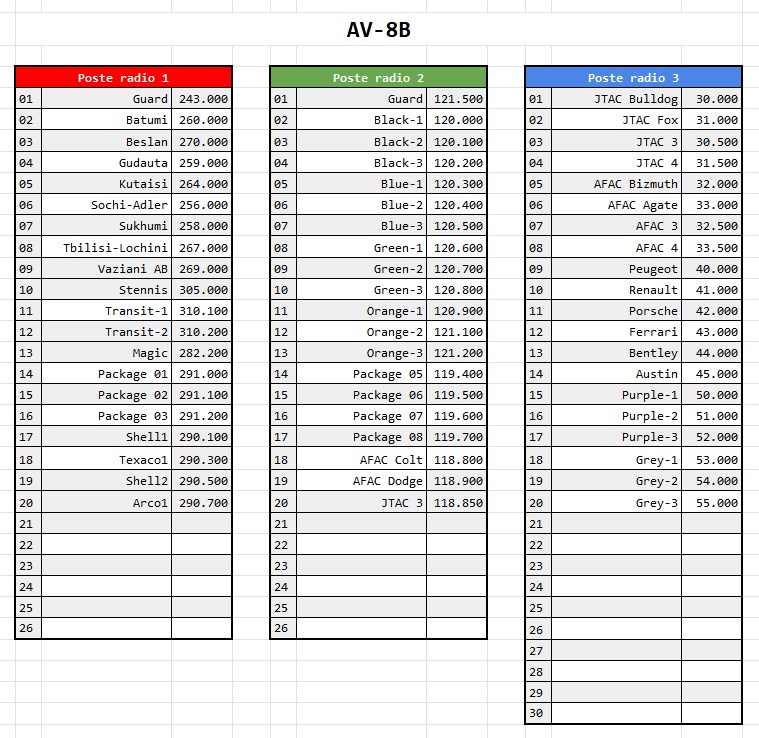 AV-8B
Poste radio 1
01 Guard 243.000
02 Batumi 260.000
03 Beslan 270.000
04 Gudauta 259.000
05 Kutaisi 264.000
06 Sochi-Adler 256.000
07 Sukhumi 258.000
08 Tbilisi-Lochini 267.000
09 Vaziani AB 269.000
10 Stennis 305.000
11 Transit-1 310.100
12 Transit-2 310.200
13 Magic 282.200
14 Package 01 291.000
15 Package 02 291.100
16 Package 03 291.200
17 Shell1 290.100
18 Texaco1 290.300
19 Shell2 290.500
20 Arco1 290.700
21
22
23
24
25
26
Poste radio 2
01 Guard 121.500
02 Black-1 120.000
03 Black-2 120.100
04 Black-3 120.200
05 Blue-1 120.300
06 Blue-2 120.400
07 Blue-3 120.500
08 Green-1 120.600
09 Green-2 120.700
10 Green-3 120.800
11 Orange-1 120.900
12 Orange-2 121.100
13 Orange-3 121.200
14 Package 05 119.400
15 Package 06 119.500
16 Package 07 119.600
17 Package 08 119.700
18 AFAC Colt 118.800
19 AFAC Dodge 118.900
20 JTAC 3 118.850
21
22
23
24
25
26
Poste radio 3
01 JTAC Bulldog 30.000
02 JTAC Fox 31.000
03 JTAC 3 30.500
04 JTAC 4 31.500
05 AFAC Bizmuth 32.000
06 AFAC Agate 33.000
07 AFAC 3 32.500
08 AFAC 4 33.500
09 Peugeot 40.000
10 Renault 41.000
11 Porsche 42.000
12 Ferrari 43.000
13 Bentley 44.000
14 Austin 45.000
15 Purple-1 50.000
16 Purple-2 51.000
17 Purple-3 52.000
18 Grey-1 53.000
19 Grey-2 54.000
20 Grey-3 55.000
21
22
23
24
25
26
27
28
29
30